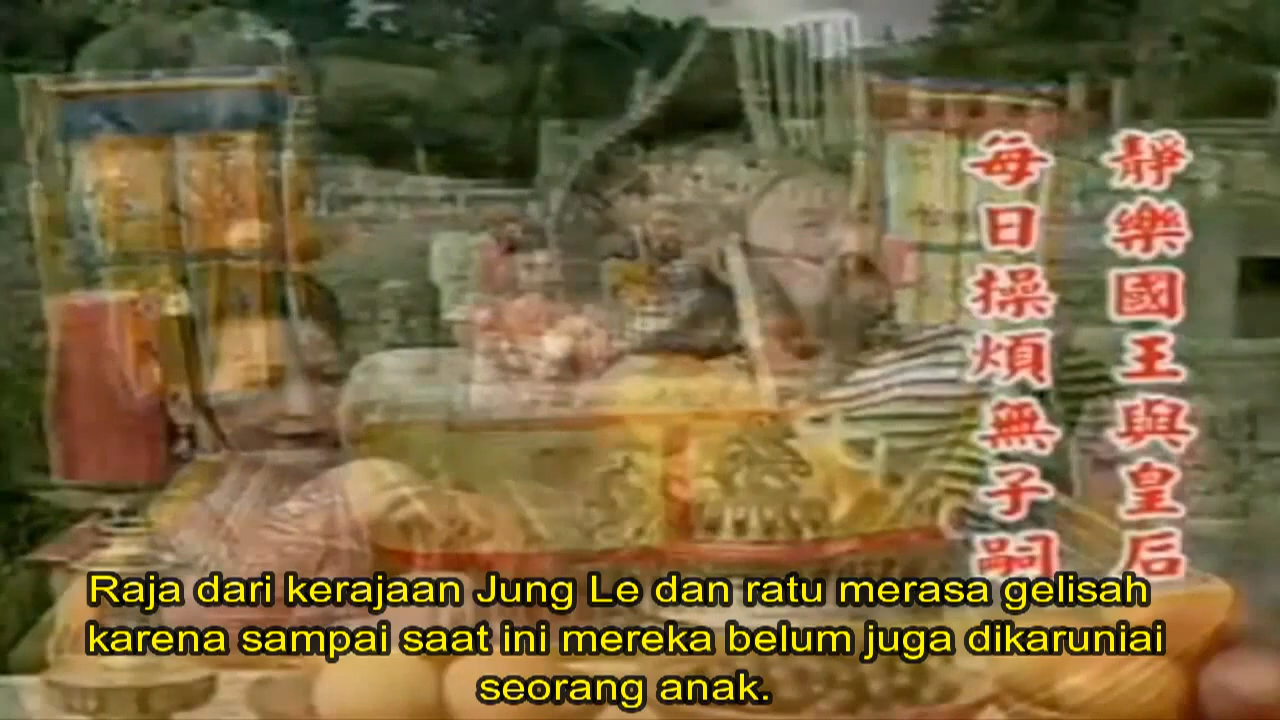 靜樂國王與皇后
每日操煩無子嗣
Raja dari kerajaan Jung Le dan ratu merasa gelisah
karena sampai saat ini mereka belum juga dikaruniai
seorang anak.